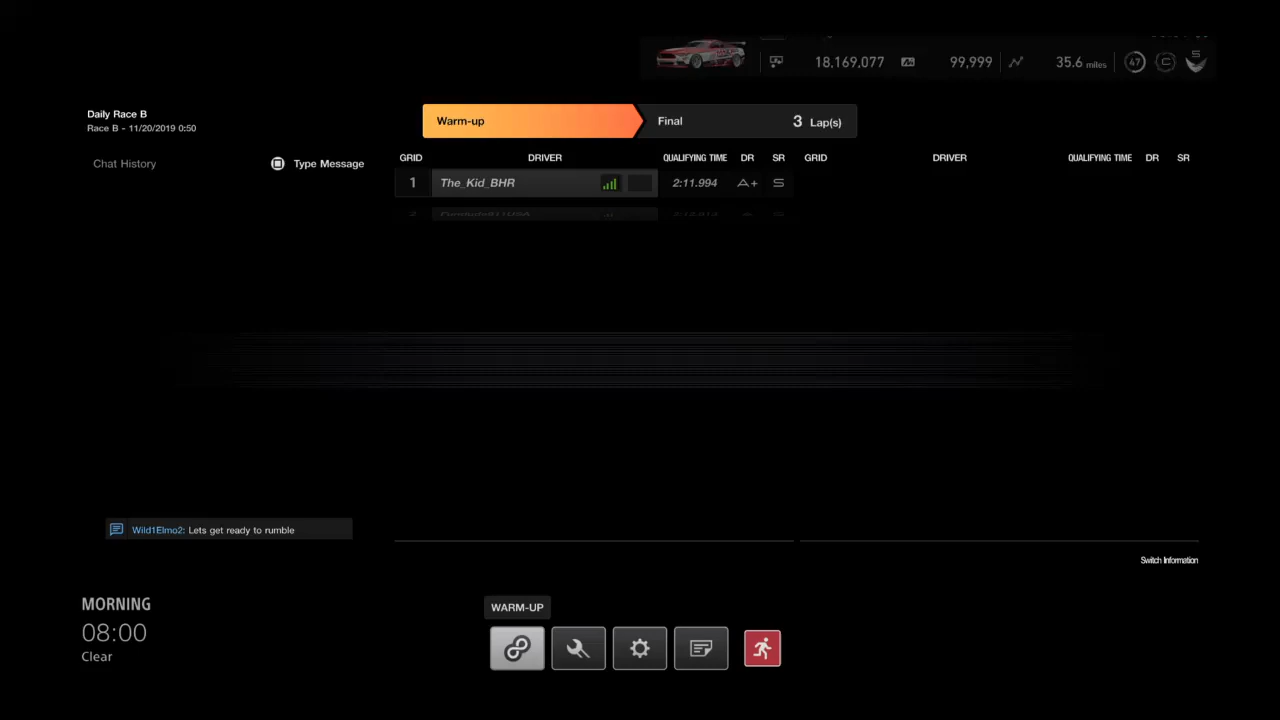 18,169,077 99,999 35.6 miles 47 C S
Daily Race B
Race B - 11/20/2019 0:50
Warm-up Final 3 Lap(s)
Chat History Type Message
GRID DRIVER QUALIFYING TIME DR SR GRID DRIVER QUALIFYING TIME DR SR
1 The_Kid_BHR 2:11.994 A+ S
Wild1Elmo2: Lets get ready to rumble
Switch Information
MORNING
08:00
Clear
WARM-UP